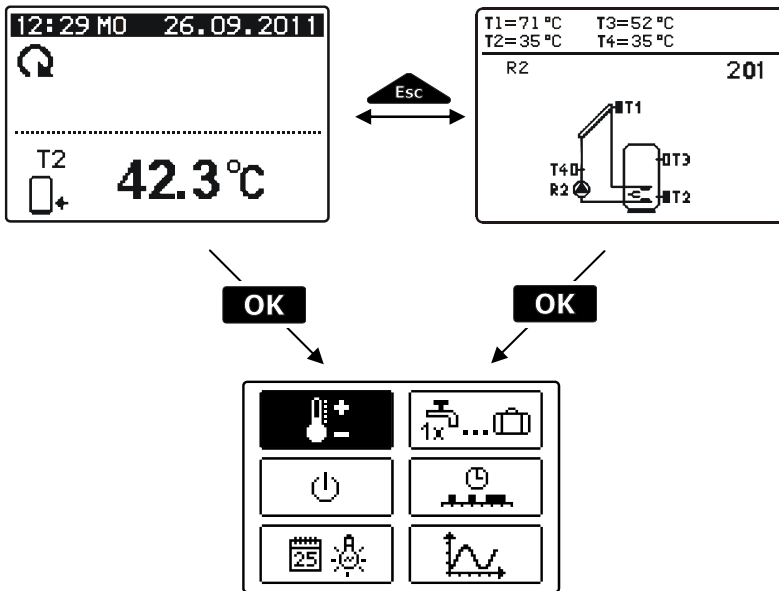 12:29 MO 26.09.2011
T2
42.3°C
Esc
T1=71°C T3=52°C
T2=35°C T4=35°C
R2 201
T1
T4 T3
R2 T2
OK OK
+
−
1x ...
25